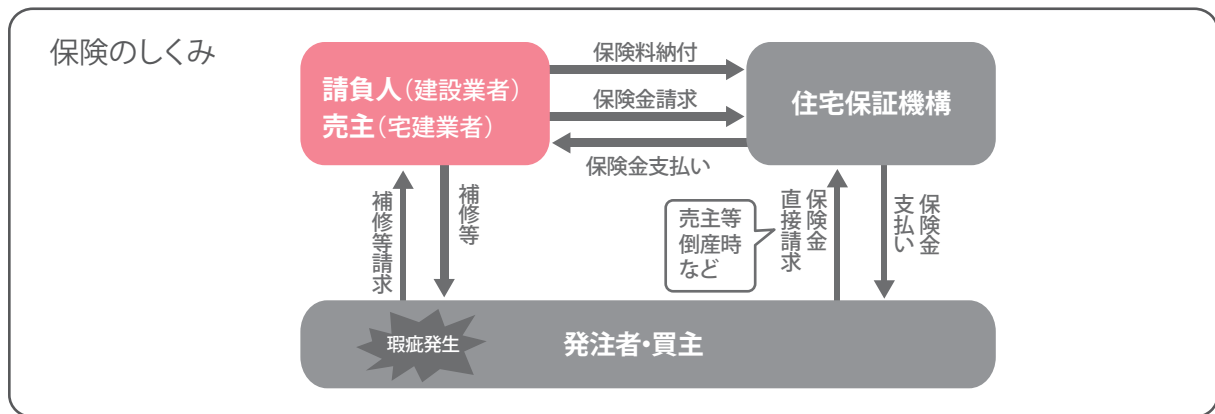 保険のしくみ
請負人（建設業者）
売主（宅建業者）
保険料納付
保険金請求
保険金支払い
住宅保証機構
補修等請求
補修等
売主等
倒産時
など
保険金
直接請求
保険金
支払い
瑕疵発生
発注者・買主